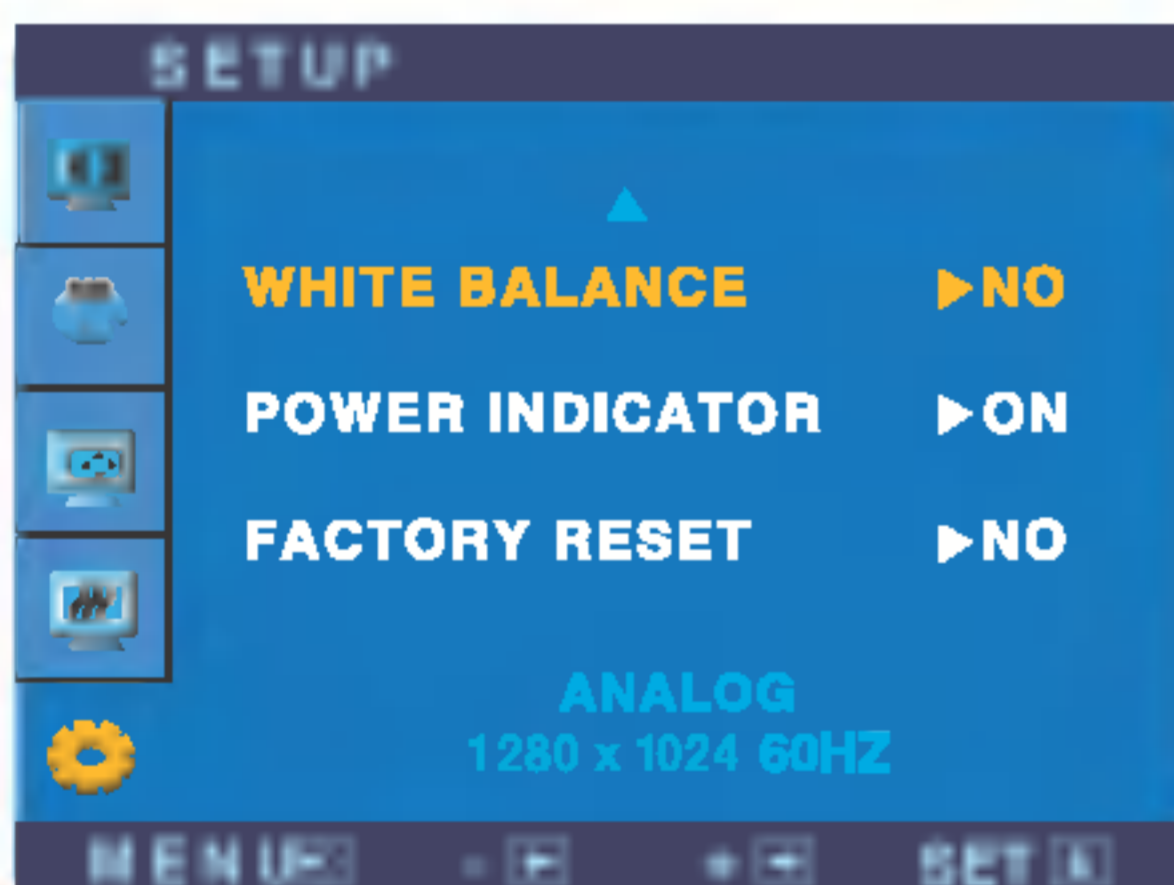 SETUP
WHITE BALANCE ▶NO
POWER INDICATOR ▶ON
FACTORY RESET ▶NO
ANALOG
1280 x 1024 60HZ
MENU - + SET